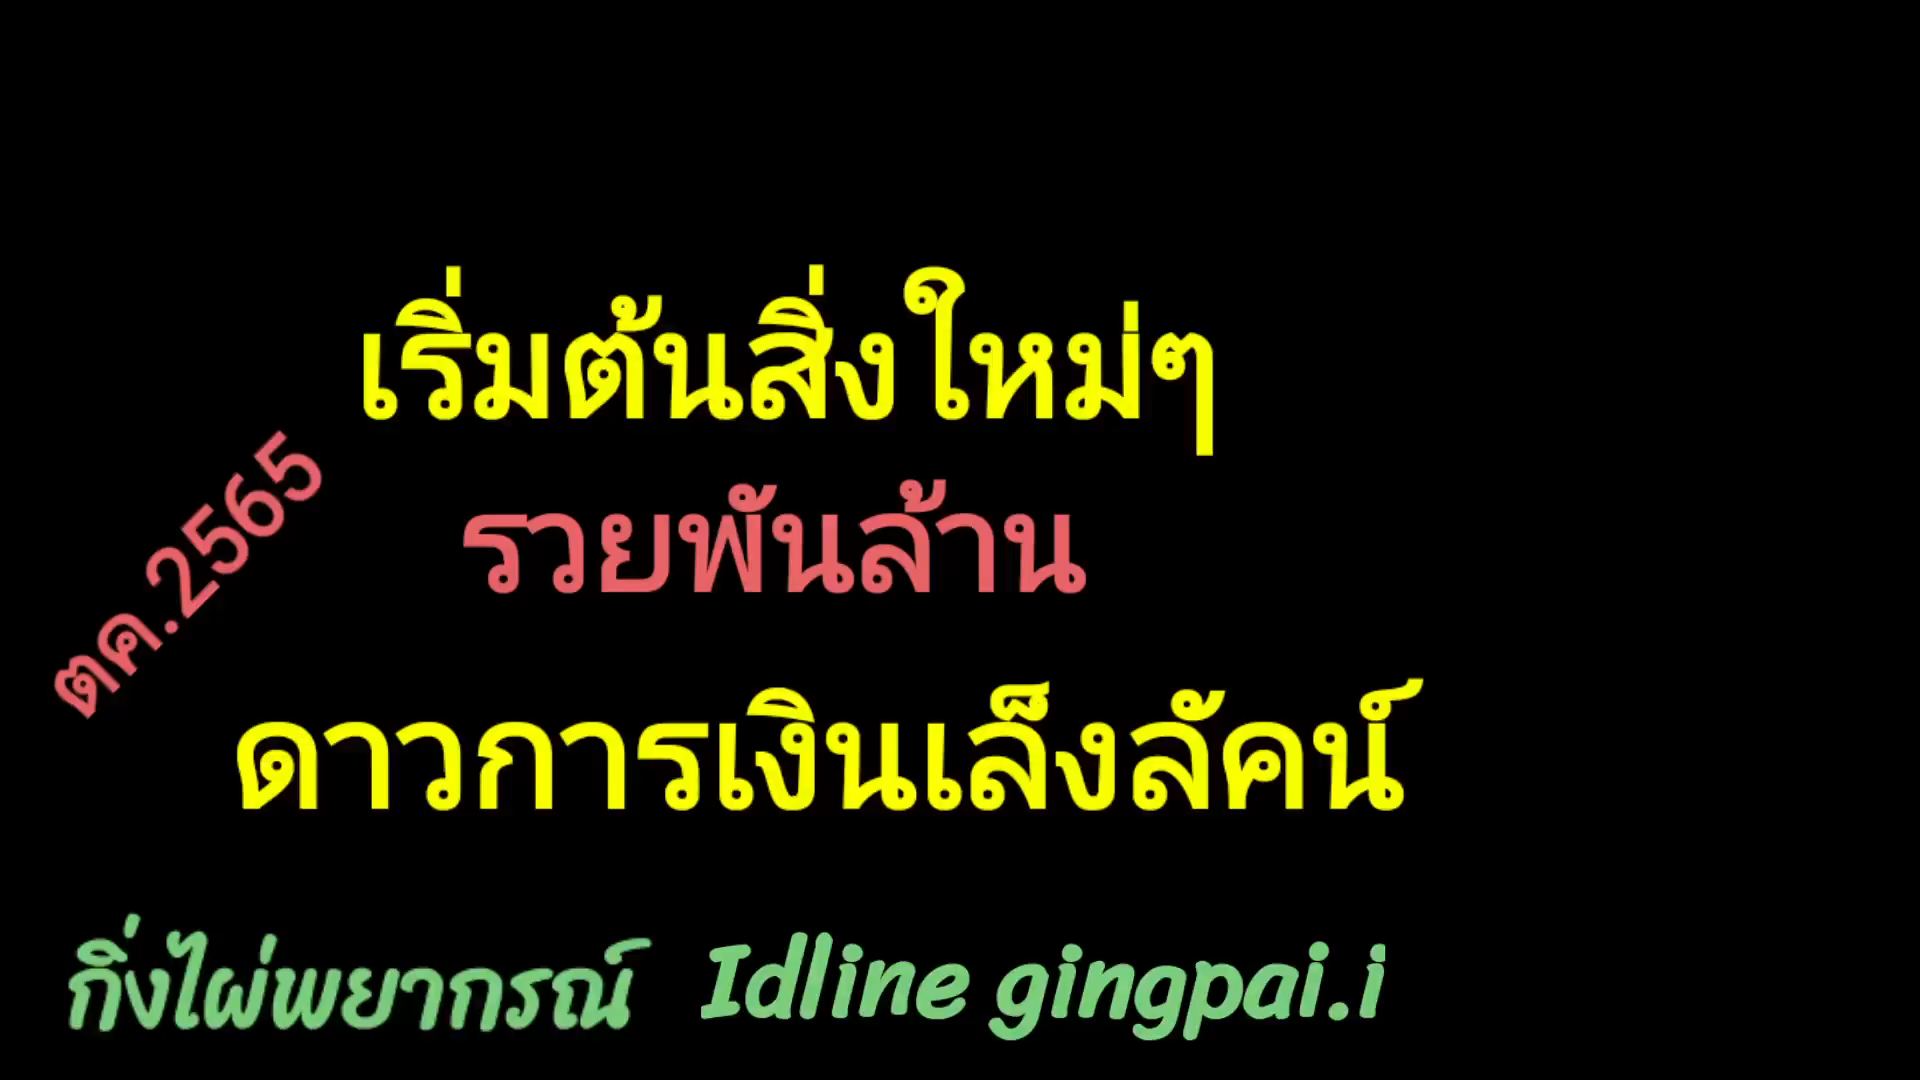 เริ่มต้นสิ่งใหม่ๆ
ตค.2565
รวยพันล้าน
ดาวการเงินเล็งลัคน์
กิ่งไผ่พยากรณ์ Idline gingpai.i